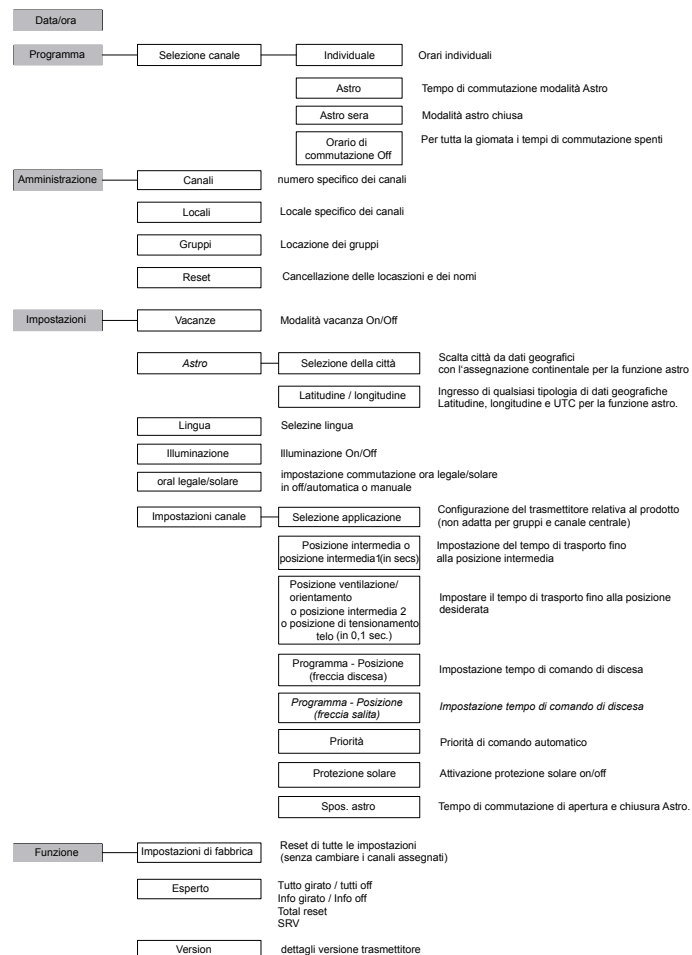 Data/ora
Programma
Selezione canale
Individuale
Orari individuali
Astro
Tempo di commutazione modalità Astro
Astro sera
Modalità astro chiusa
Orario di
commutazione Off
Per tutta la giomata i tempi di commutazione spenti
Amministrazione
Canali
numero specifico dei canali
Locali
Locale specifico dei canali
Gruppi
Locazione dei gruppi
Reset
Cancellazione delle locaszioni e dei nomi
Impostazioni
Vacanze
Modalità vacanza On/Off
Astro
Selezione della città
Scalta città da dati geografici
con l'assegnazione continentale per la funzione astro
Latitudine / longitudine
Ingresso di qualsiasi tipologia di dati geografiche
Latitudine, longitudine e UTC per la funzione astro.
Lingua
Selezine lingua
Illuminazione
Illuminazione On/Off
oral legale/solare
impostazione commutazione ora legale/solare
in off/automatica o manuale
Impostazioni canale
Selezione applicazione
Configurazione del trasmettitore relativa al prodotto
(non adatta per gruppi e canale centrale)
Posizione intermedia o
posizione intermedia1(in secs)
Impostazione del tempo di trasporto fino
alla posizione intermedia
Posizione ventilazione/
orientamento
o posizione intermedia 2
o posizione di tensionamento
telo (in 0,1 sec.)
Impostare il tempo di trasporto fino alla posizione
desiderata
Programma - Posizione
(freccia discesa)
Impostazione tempo di comando di discesa
Programma - Posizione
(freccia salita)
Impostazione tempo di comando di discesa
Priorità
Priorità di comando automatico
Protezione solare
Attivazione protezione solare on/off
Spos. astro
Tempo di commutazione di apertura e chiusura Astro.
Funzione
Impostazioni di fabbrica
Reset di tutte le impostazioni
(senza cambiare i canali assegnati)
Esperto
Tutto girato / tutti off
Info girato / Info off
Total reset
SRV
Version
dettagli versione trasmettitore